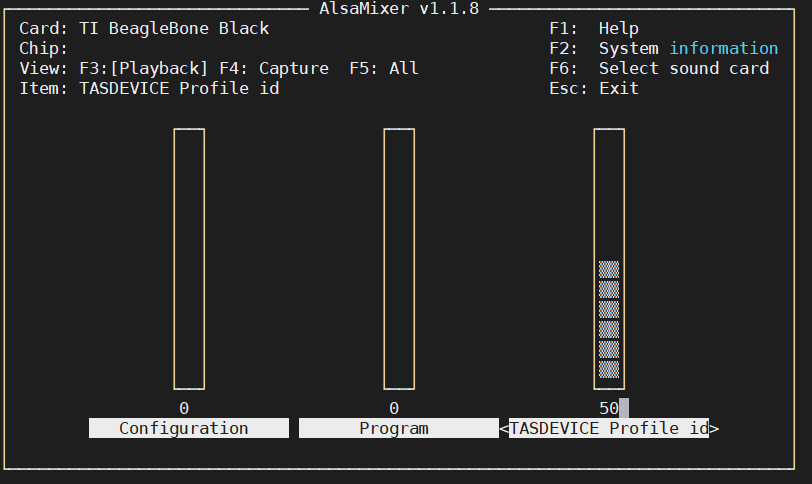 AlsaMixer v1.1.8
Card: TI BeagleBone Black F1: Help
Chip: F2: System information
View: F3:[Playback] F4: Capture F5: All F6: Select sound card
Item: TASDEVICE Profile id Esc: Exit
0 0 50
Configuration Program <TASDEVICE Profile id>